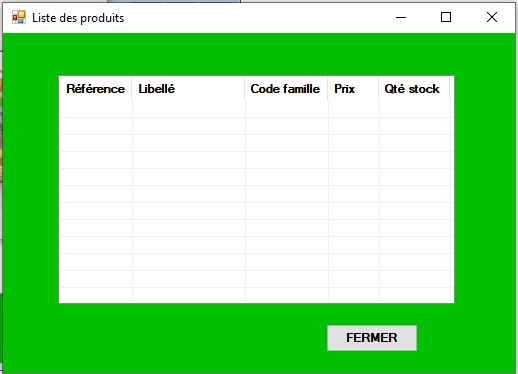 Liste des produits
Référence Libellé Code famille Prix Qté stock
FERMER